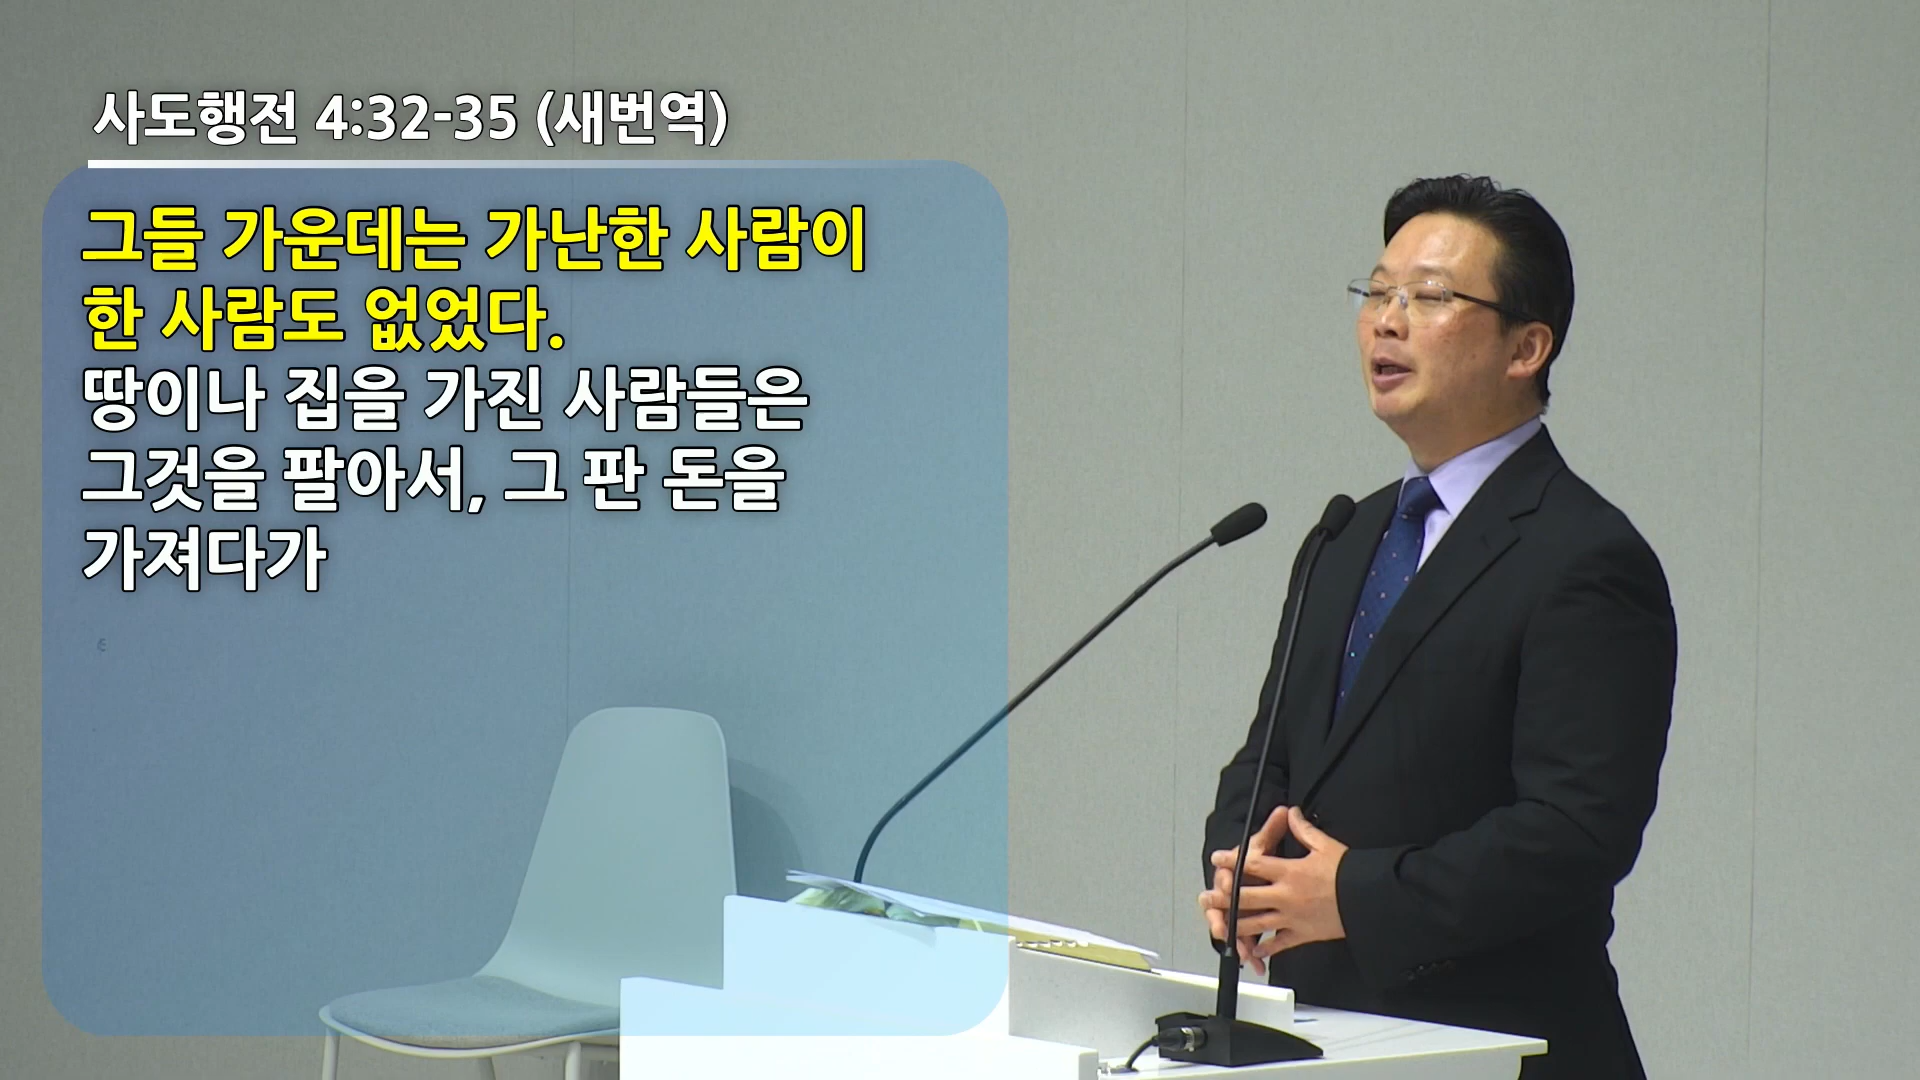 사도행전 4:32-35 (새번역)
그들 가운데는 가난한 사람이
한 사람도 없었다.
땅이나 집을 가진 사람들은
그것을 팔아서, 그 판 돈을
가져다가